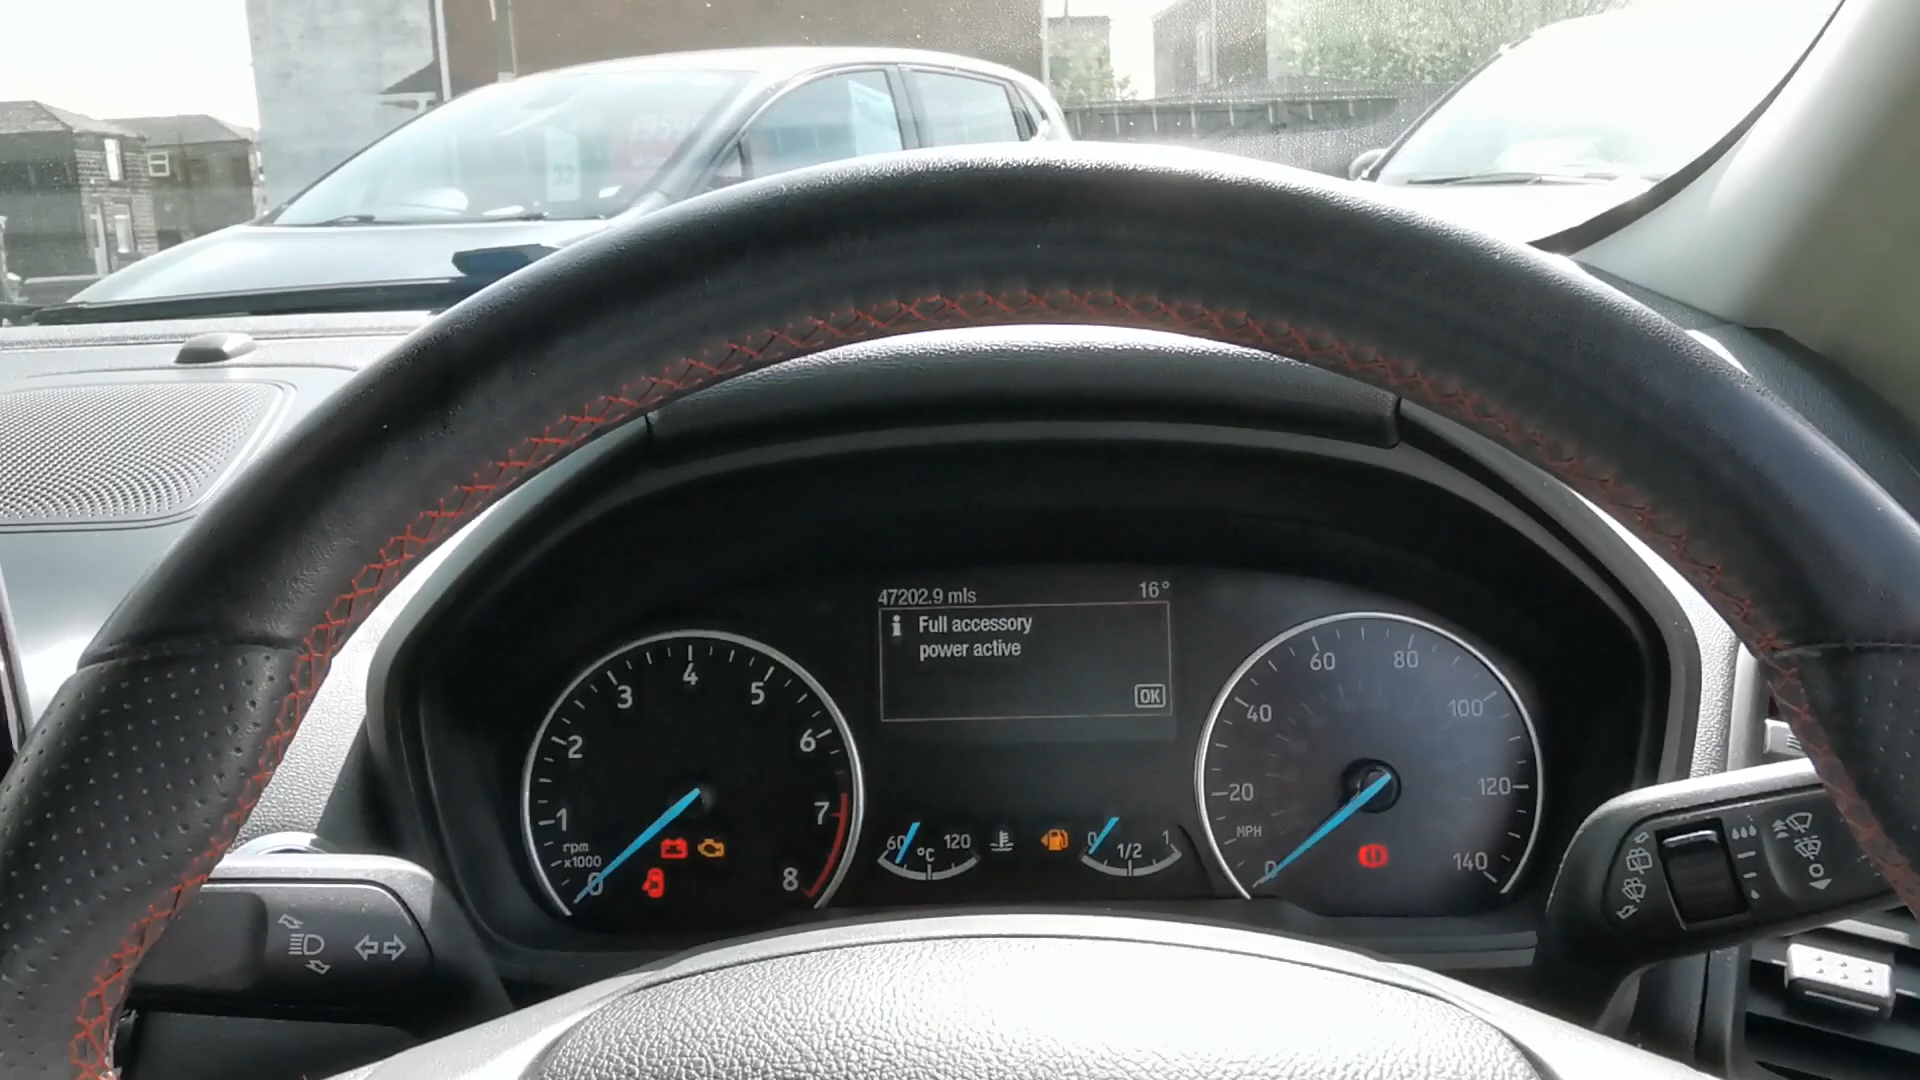 47202.9 mls 16°
Full accessory
power active
OK
0 1 2 3 4 5 6 7 8
rpm
x1000
60 °C 120
0 1/2 1
0 20 40 60 80 100 120 140
MPH